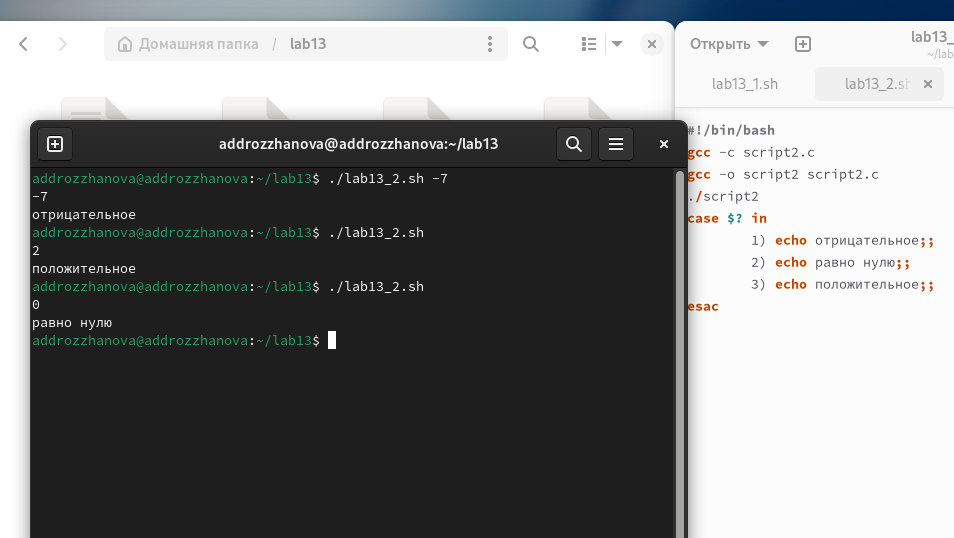 Домашняя папка / lab13
Открыть
lab13_
~/lab
lab13_1.sh
lab13_2.sh
addrozzhanova@addrozzhanova:~/lab13
addrozzhanova@addrozzhanova:~/lab13$ ./lab13_2.sh -7
-7
отрицательное
addrozzhanova@addrozzhanova:~/lab13$ ./lab13_2.sh
2
положительное
addrozzhanova@addrozzhanova:~/lab13$ ./lab13_2.sh
0
равно нулю
addrozzhanova@addrozzhanova:~/lab13$
#!/bin/bash
gcc -c script2.c
gcc -o script2 script2.c
./script2
case $? in
1) echo отрицательное;;
2) echo равно нулю;;
3) echo положительное;;
esac